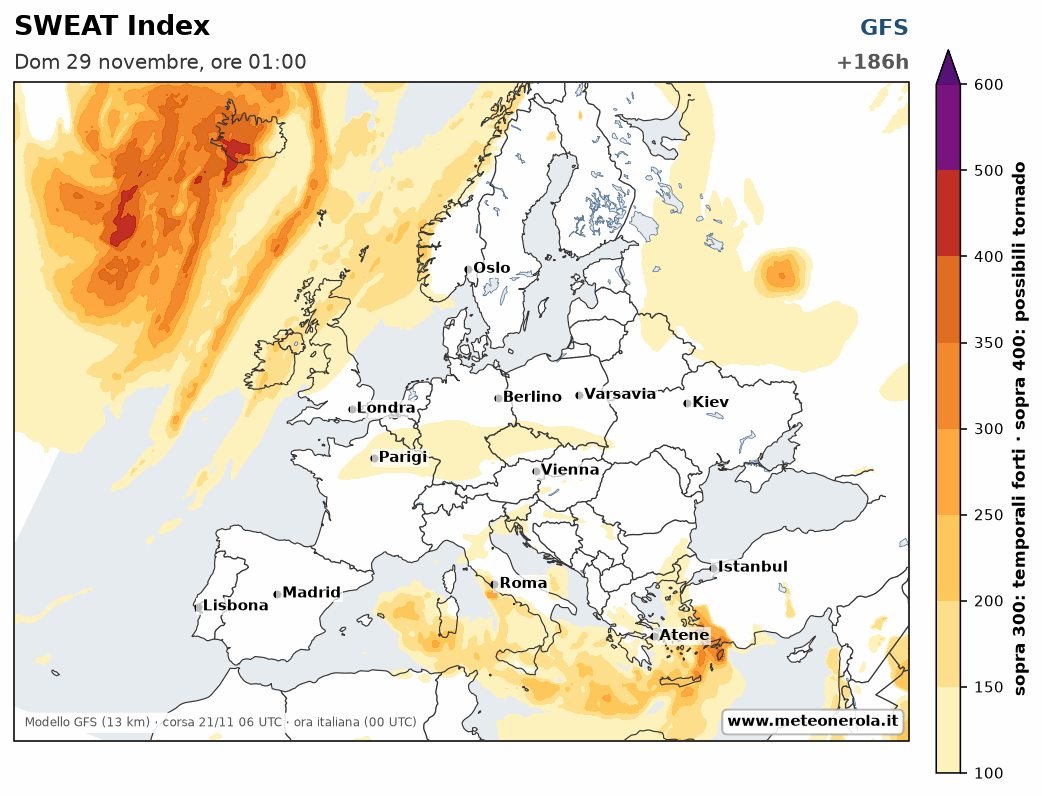 SWEAT Index
GFS
Dom 29 novembre, ore 01:00
+186h
600
500
400
350
300
250
200
150
100
sopra 300: temporali forti · sopra 400: possibili tornado
Oslo
Berlino
Varsavia
Kiev
Londra
Parigi
Vienna
Istanbul
Roma
Madrid
Lisbona
Atene
Modello GFS (13 km) · corsa 21/11 06 UTC · ora italiana (00 UTC)
www.meteonerola.it